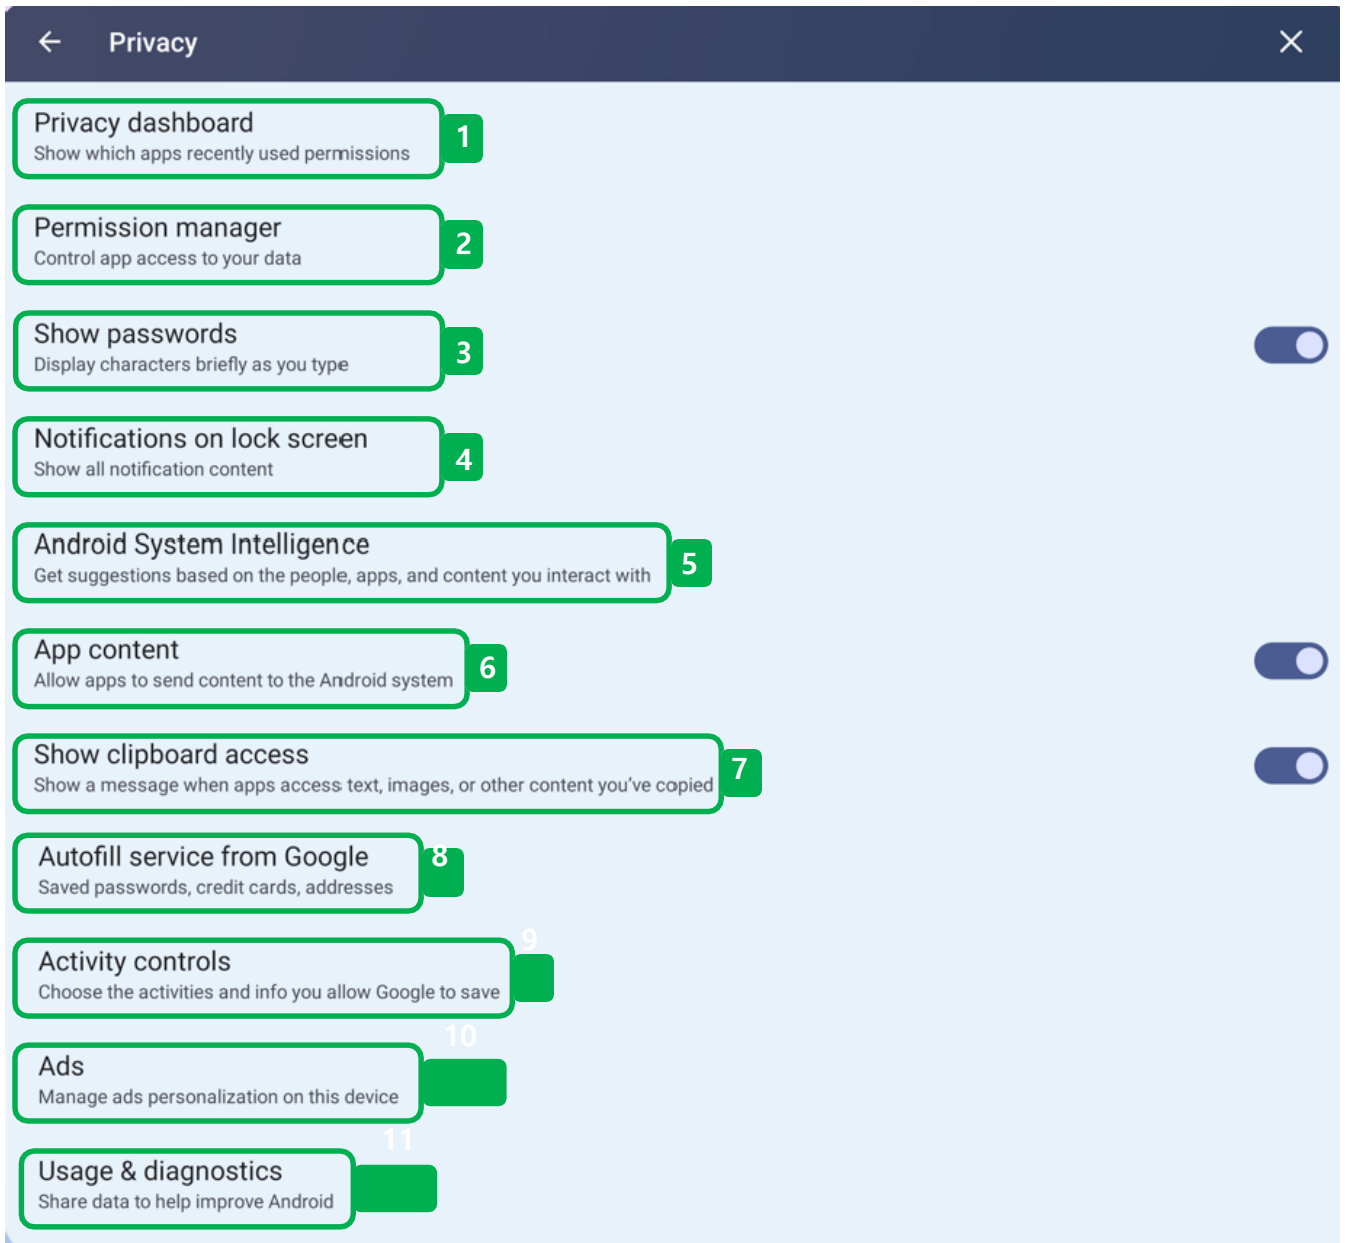 Privacy
Privacy dashboard
Show which apps recently used permissions
1
Permission manager
Control app access to your data
2
Show passwords
Display characters briefly as you type
3
Notifications on lock screen
Show all notification content
4
Android System Intelligence
Get suggestions based on the people, apps, and content you interact with
5
App content
Allow apps to send content to the Android system
6
Show clipboard access
Show a message when apps access text, images, or other content you've copied
7
Autofill service from Google
Saved passwords, credit cards, addresses
8
Activity controls
Choose the activities and info you allow Google to save
9
Ads
Manage ads personalization on this device
10
Usage & diagnostics
Share data to help improve Android
11